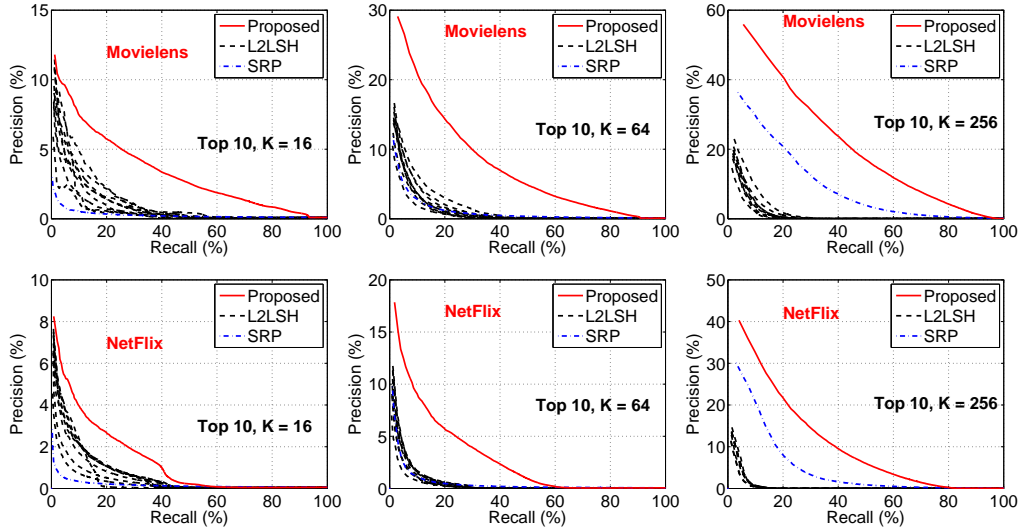 15
10
5
0
0 20 40 60 80 100
Precision (%)
Recall (%)
Movielens
Top 10, K = 16
Proposed
L2LSH
SRP
30
20
10
0
0 20 40 60 80 100
Precision (%)
Recall (%)
Movielens
Top 10, K = 64
Proposed
L2LSH
SRP
60
40
20
0
0 20 40 60 80 100
Precision (%)
Recall (%)
Movielens
Top 10, K = 256
Proposed
L2LSH
SRP
10
8
6
4
2
0
0 20 40 60 80 100
Precision (%)
Recall (%)
NetFlix
Top 10, K = 16
Proposed
L2LSH
SRP
20
15
10
5
0
0 20 40 60 80 100
Precision (%)
Recall (%)
NetFlix
Top 10, K = 64
Proposed
L2LSH
SRP
50
40
30
20
10
0
0 20 40 60 80 100
Precision (%)
Recall (%)
NetFlix
Top 10, K = 256
Proposed
L2LSH
SRP